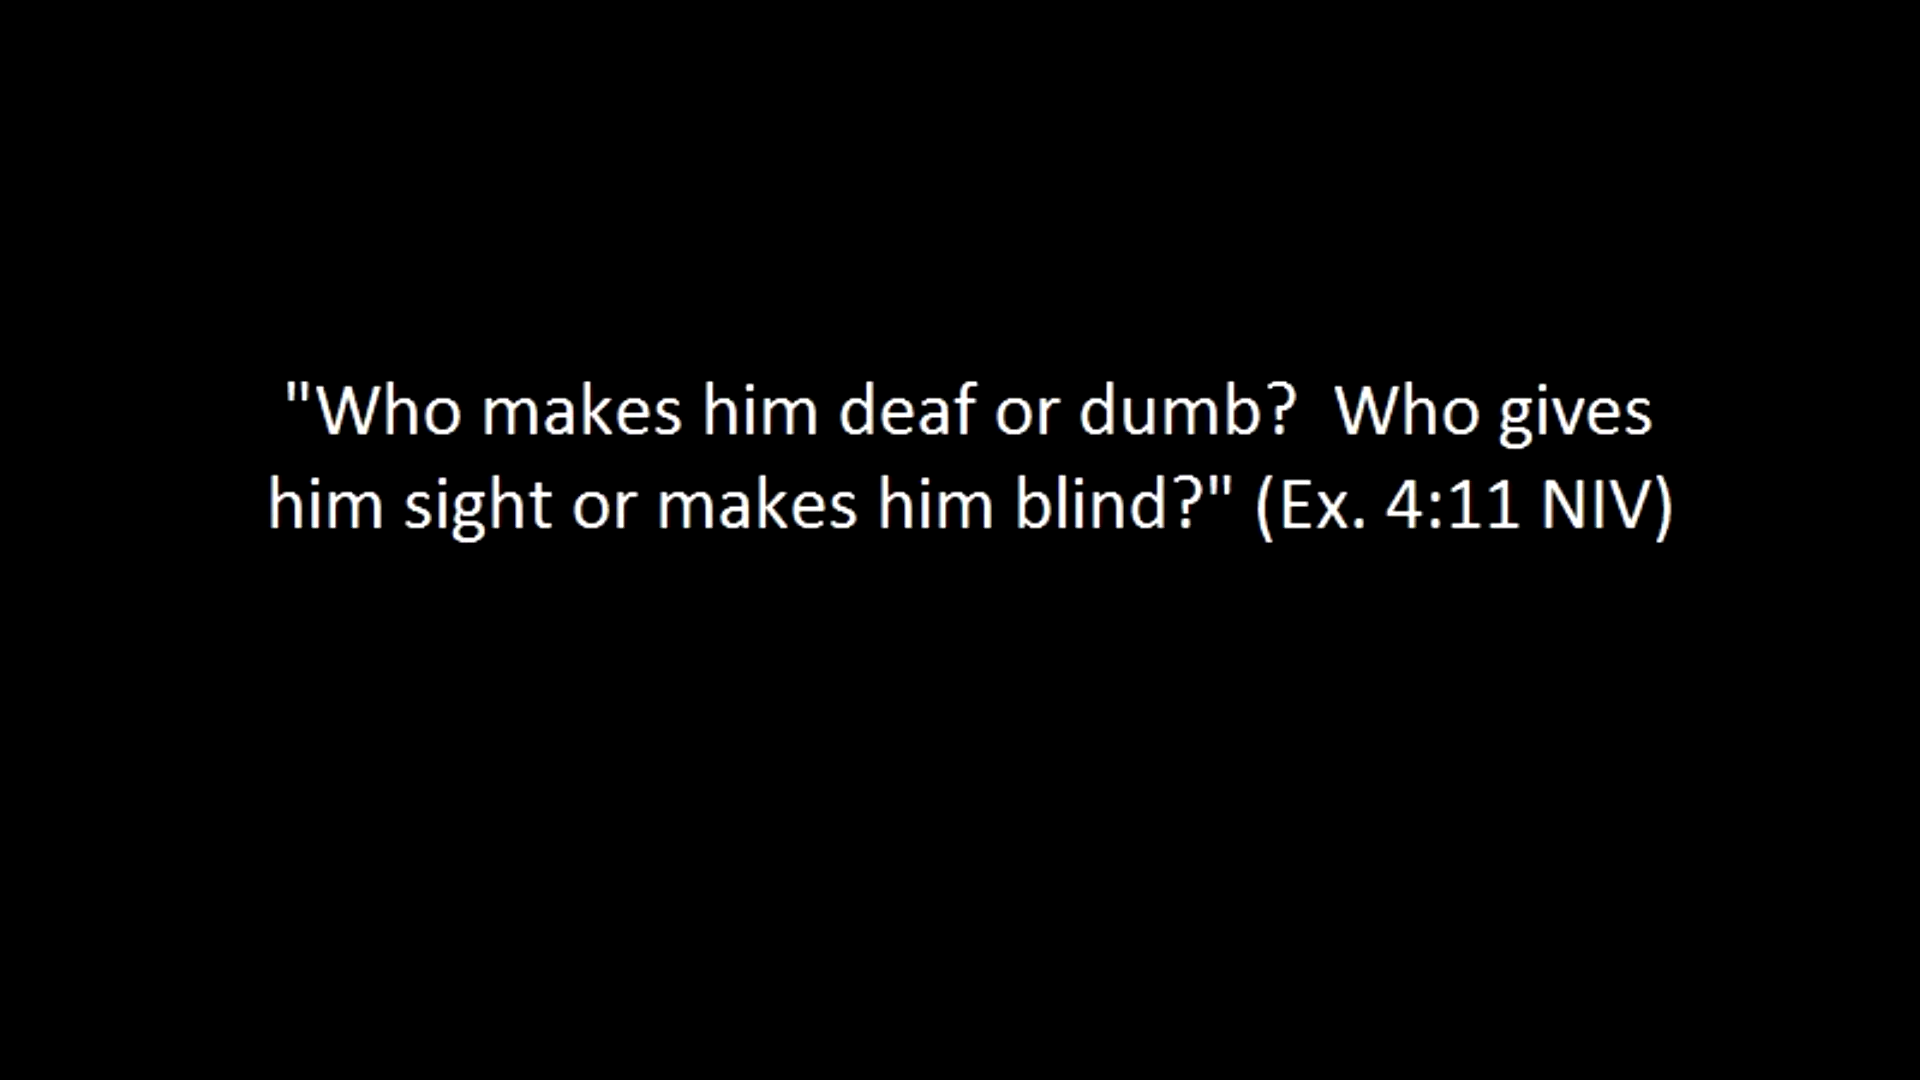 "Who makes him deaf or dumb?  Who gives
him sight or makes him blind?" (Ex. 4:11 NIV)